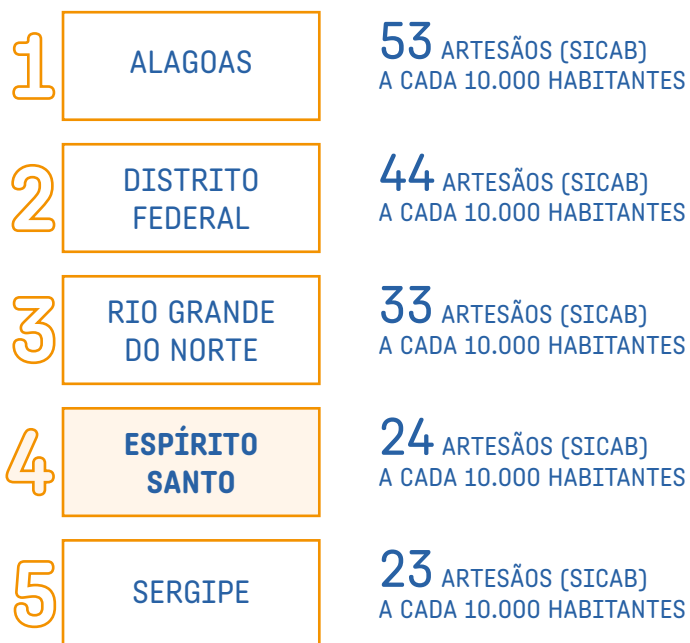 1
ALAGOAS
53 ARTESÃOS (SICAB)
A CADA 10.000 HABITANTES
2
DISTRITO
FEDERAL
44 ARTESÃOS (SICAB)
A CADA 10.000 HABITANTES
3
RIO GRANDE
DO NORTE
33 ARTESÃOS (SICAB)
A CADA 10.000 HABITANTES
4
ESPÍRITO
SANTO
24 ARTESÃOS (SICAB)
A CADA 10.000 HABITANTES
5
SERGIPE
23 ARTESÃOS (SICAB)
A CADA 10.000 HABITANTES